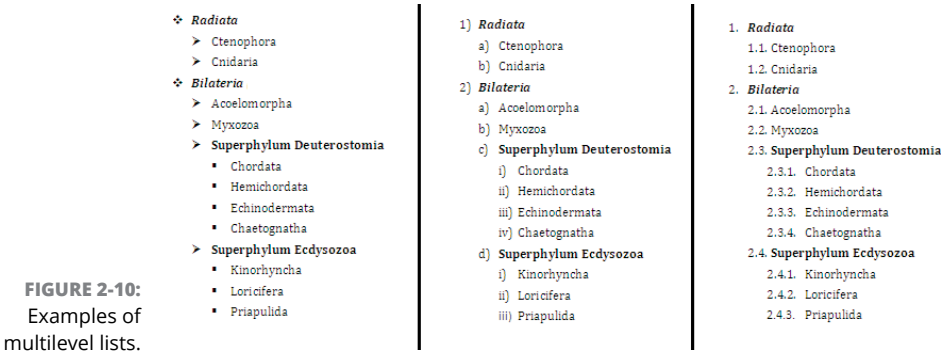 ❖ Radiata
➤ Ctenophora
➤ Cnidaria
❖ Bilateria
➤ Acoelomorpha
➤ Myxozoa
➤ Superphylum Deuterostomia
▪ Chordata
▪ Hemichordata
▪ Echinodermata
▪ Chaetognatha
➤ Superphylum Ecdysozoa
▪ Kinorhyncha
▪ Loricifera
▪ Priapulida
1) Radiata
a) Ctenophora
b) Cnidaria
2) Bilateria
a) Acoelomorpha
b) Myxozoa
c) Superphylum Deuterostomia
i) Chordata
ii) Hemichordata
iii) Echinodermata
iv) Chaetognatha
d) Superphylum Ecdysozoa
i) Kinorhyncha
ii) Loricifera
iii) Priapulida
1. Radiata
1.1. Ctenophora
1.2. Cnidaria
2. Bilateria
2.1. Acoelomorpha
2.2. Myxozoa
2.3. Superphylum Deuterostomia
2.3.1. Chordata
2.3.2. Hemichordata
2.3.3. Echinodermata
2.3.4. Chaetognatha
2.4. Superphylum Ecdysozoa
2.4.1. Kinorhyncha
2.4.2. Loricifera
2.4.3. Priapulida
FIGURE 2-10:
Examples of
multilevel lists.